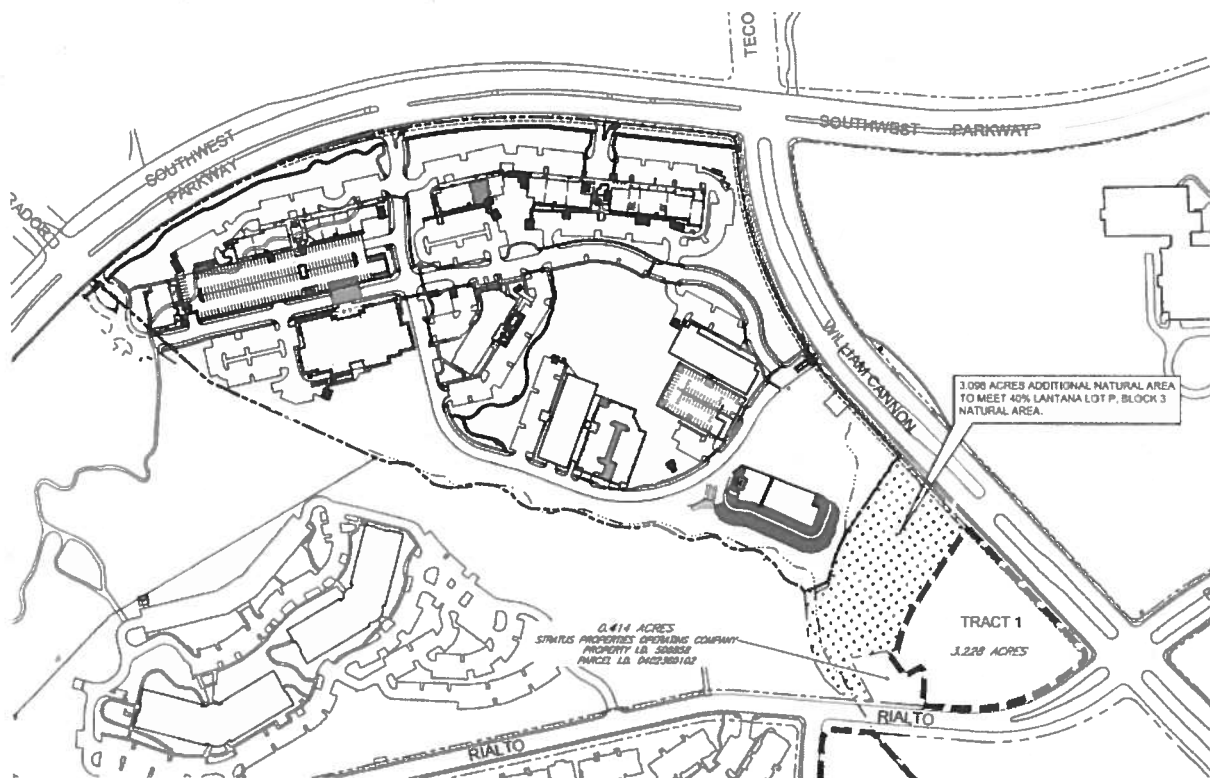 TECO
SOUTHWEST
PARKWAY
SOUTHWEST PARKWAY
RADOR
WILLIAM CANNON
3.098 ACRES ADDITIONAL NATURAL AREA
TO MEET 40% LANTANA LOT P, BLOCK 3
NATURAL AREA.
0.414 ACRES
STRATUS PROPERTIES OPERATING COMPANY
PROPERTY I.D. 508858
PARCEL I.D. 0402380102
TRACT 1
3.228 ACRES
RIALTO
RIALTO